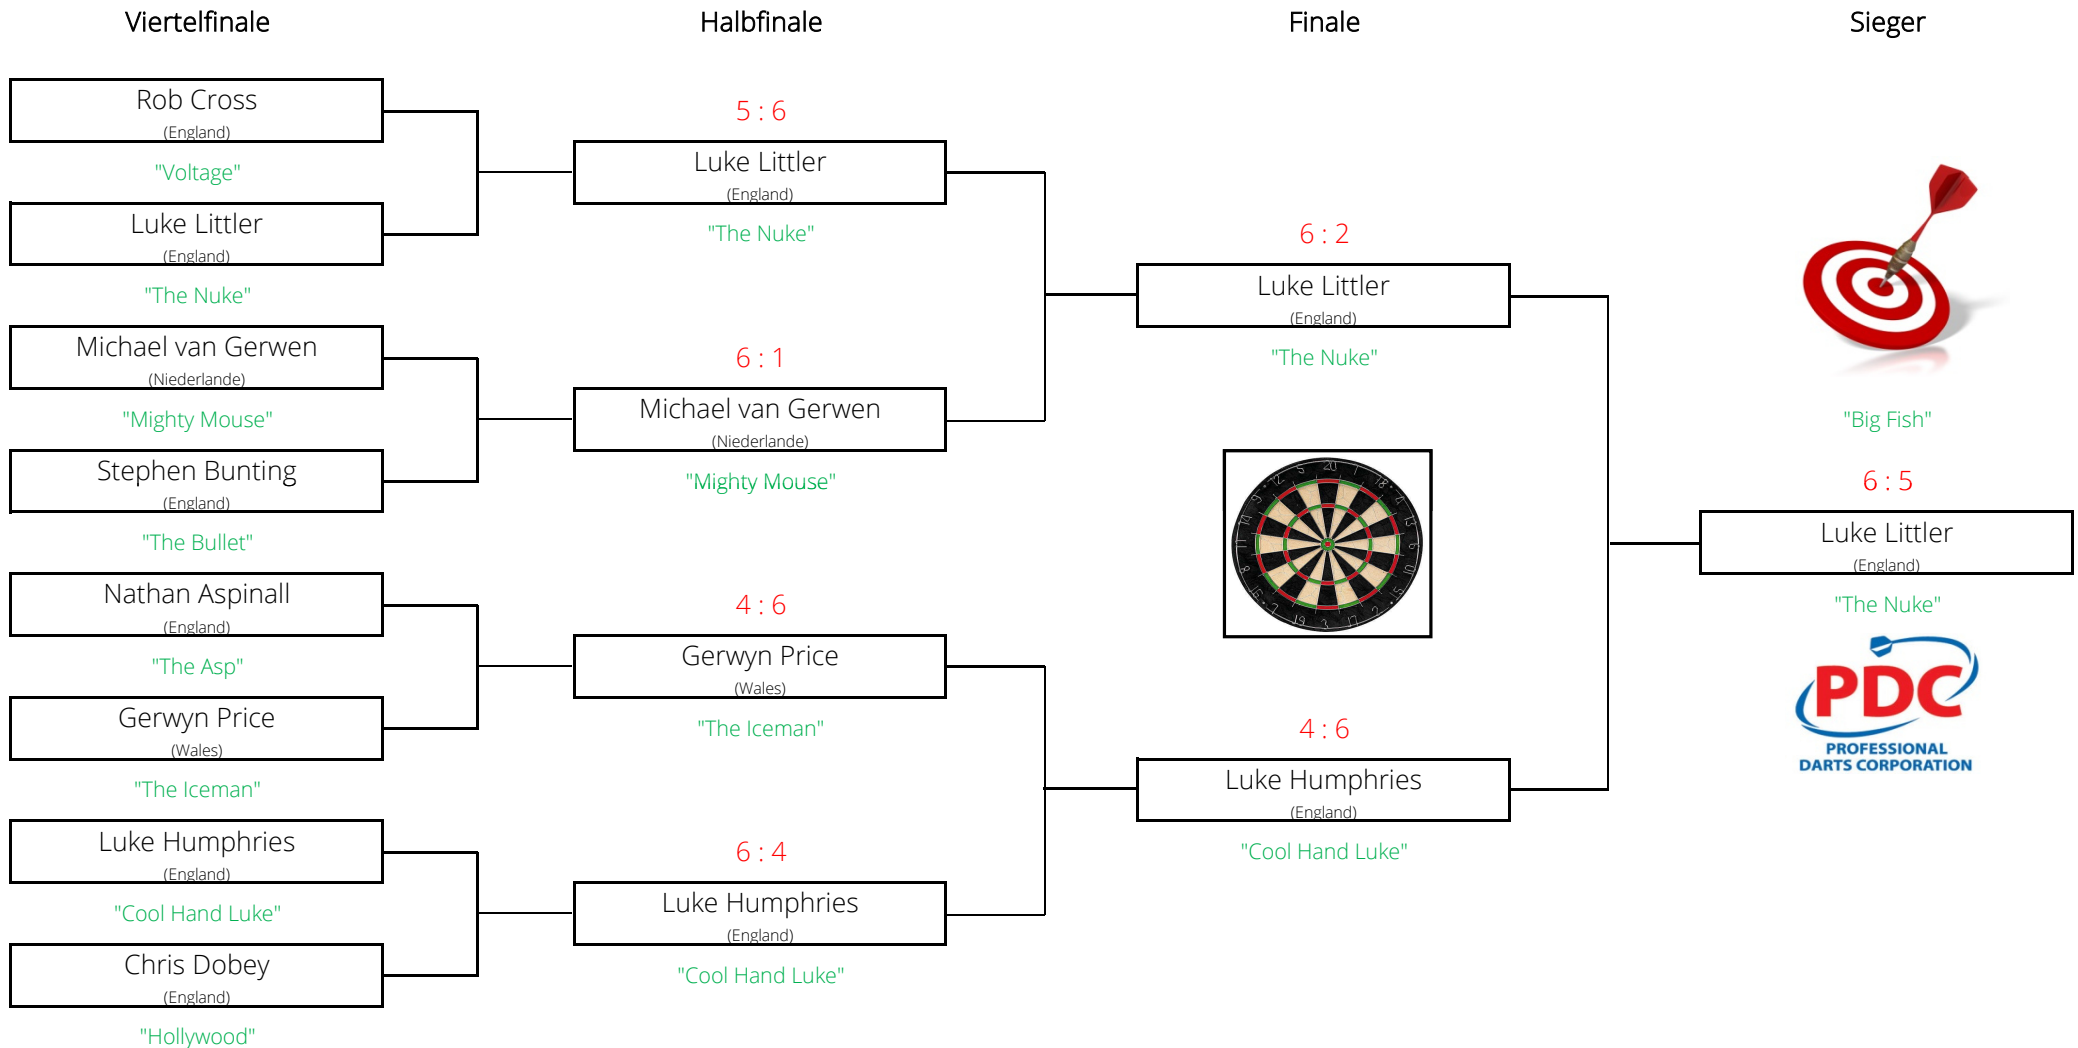 Viertelfinale
Halbfinale
Finale
Sieger
Rob Cross
(England)
"Voltage"
Luke Littler
(England)
"The Nuke"
Michael van Gerwen
(Niederlande)
"Mighty Mouse"
Stephen Bunting
(England)
"The Bullet"
Nathan Aspinall
(England)
"The Asp"
Gerwyn Price
(Wales)
"The Iceman"
Luke Humphries
(England)
"Cool Hand Luke"
Chris Dobey
(England)
"Hollywood"
5 : 6
Luke Littler
(England)
"The Nuke"
6 : 1
Michael van Gerwen
(Niederlande)
"Mighty Mouse"
4 : 6
Gerwyn Price
(Wales)
"The Iceman"
6 : 4
Luke Humphries
(England)
"Cool Hand Luke"
6 : 2
Luke Littler
(England)
"The Nuke"
4 : 6
Luke Humphries
(England)
"Cool Hand Luke"
"Big Fish"
6 : 5
Luke Littler
(England)
"The Nuke"
PDC
PROFESSIONAL
DARTS CORPORATION